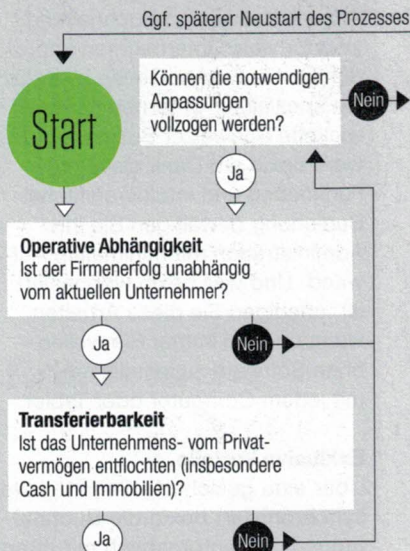 Ggf. späterer Neustart des Prozesses
Start
Können die notwendigen
Anpassungen
vollzogen werden?
Nein
Ja
Operative Abhängigkeit
Ist der Firmenerfolg unabhängig
vom aktuellen Unternehmer?
Ja
Nein
Transferierbarkeit
Ist das Unternehmens- vom Privat-
vermögen entflochten (insbesondere
Cash und Immobilien)?
Ja
Nein